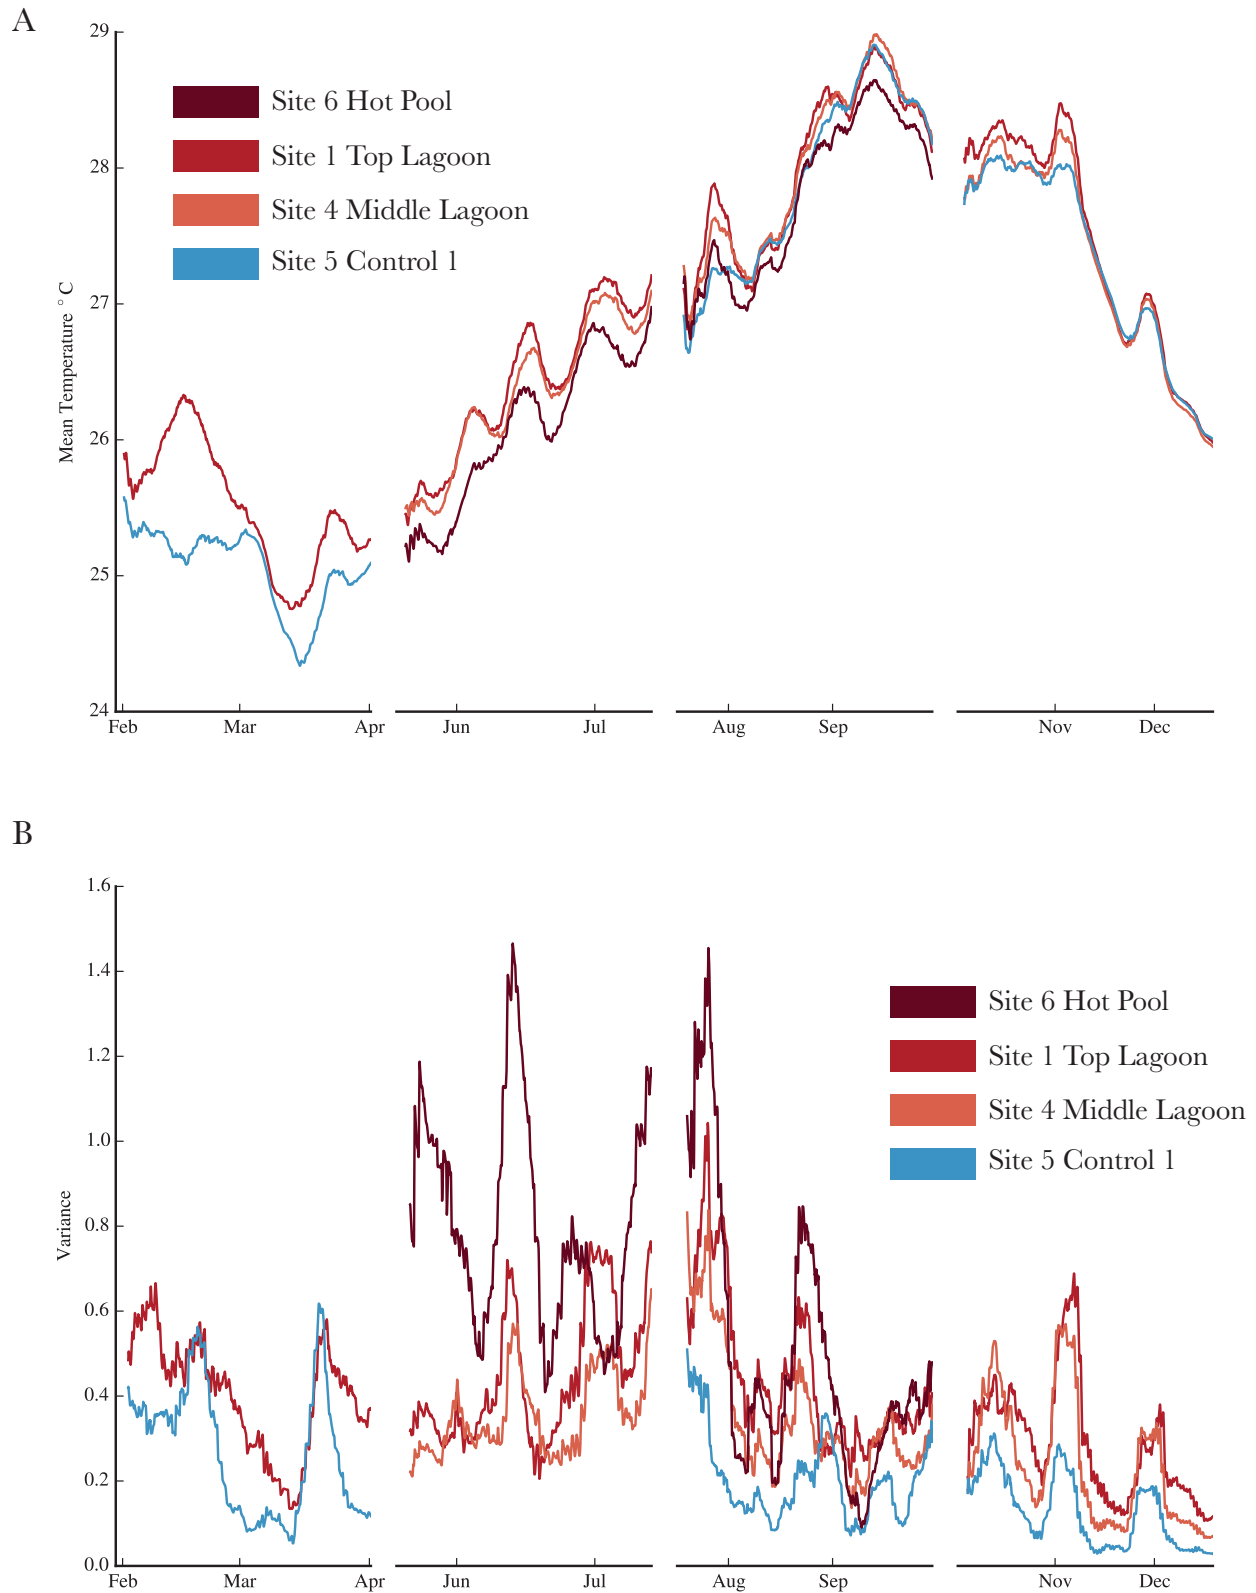 A
29
28
27
26
25
24
Mean Temperature °C
Site 6 Hot Pool
Site 1 Top Lagoon
Site 4 Middle Lagoon
Site 5 Control 1
Feb Mar Apr Jun Jul Aug Sep Nov Dec
B
1.6
1.4
1.2
1.0
0.8
0.6
0.4
0.2
0.0
Variance
Site 6 Hot Pool
Site 1 Top Lagoon
Site 4 Middle Lagoon
Site 5 Control 1
Feb Mar Apr Jun Jul Aug Sep Nov Dec